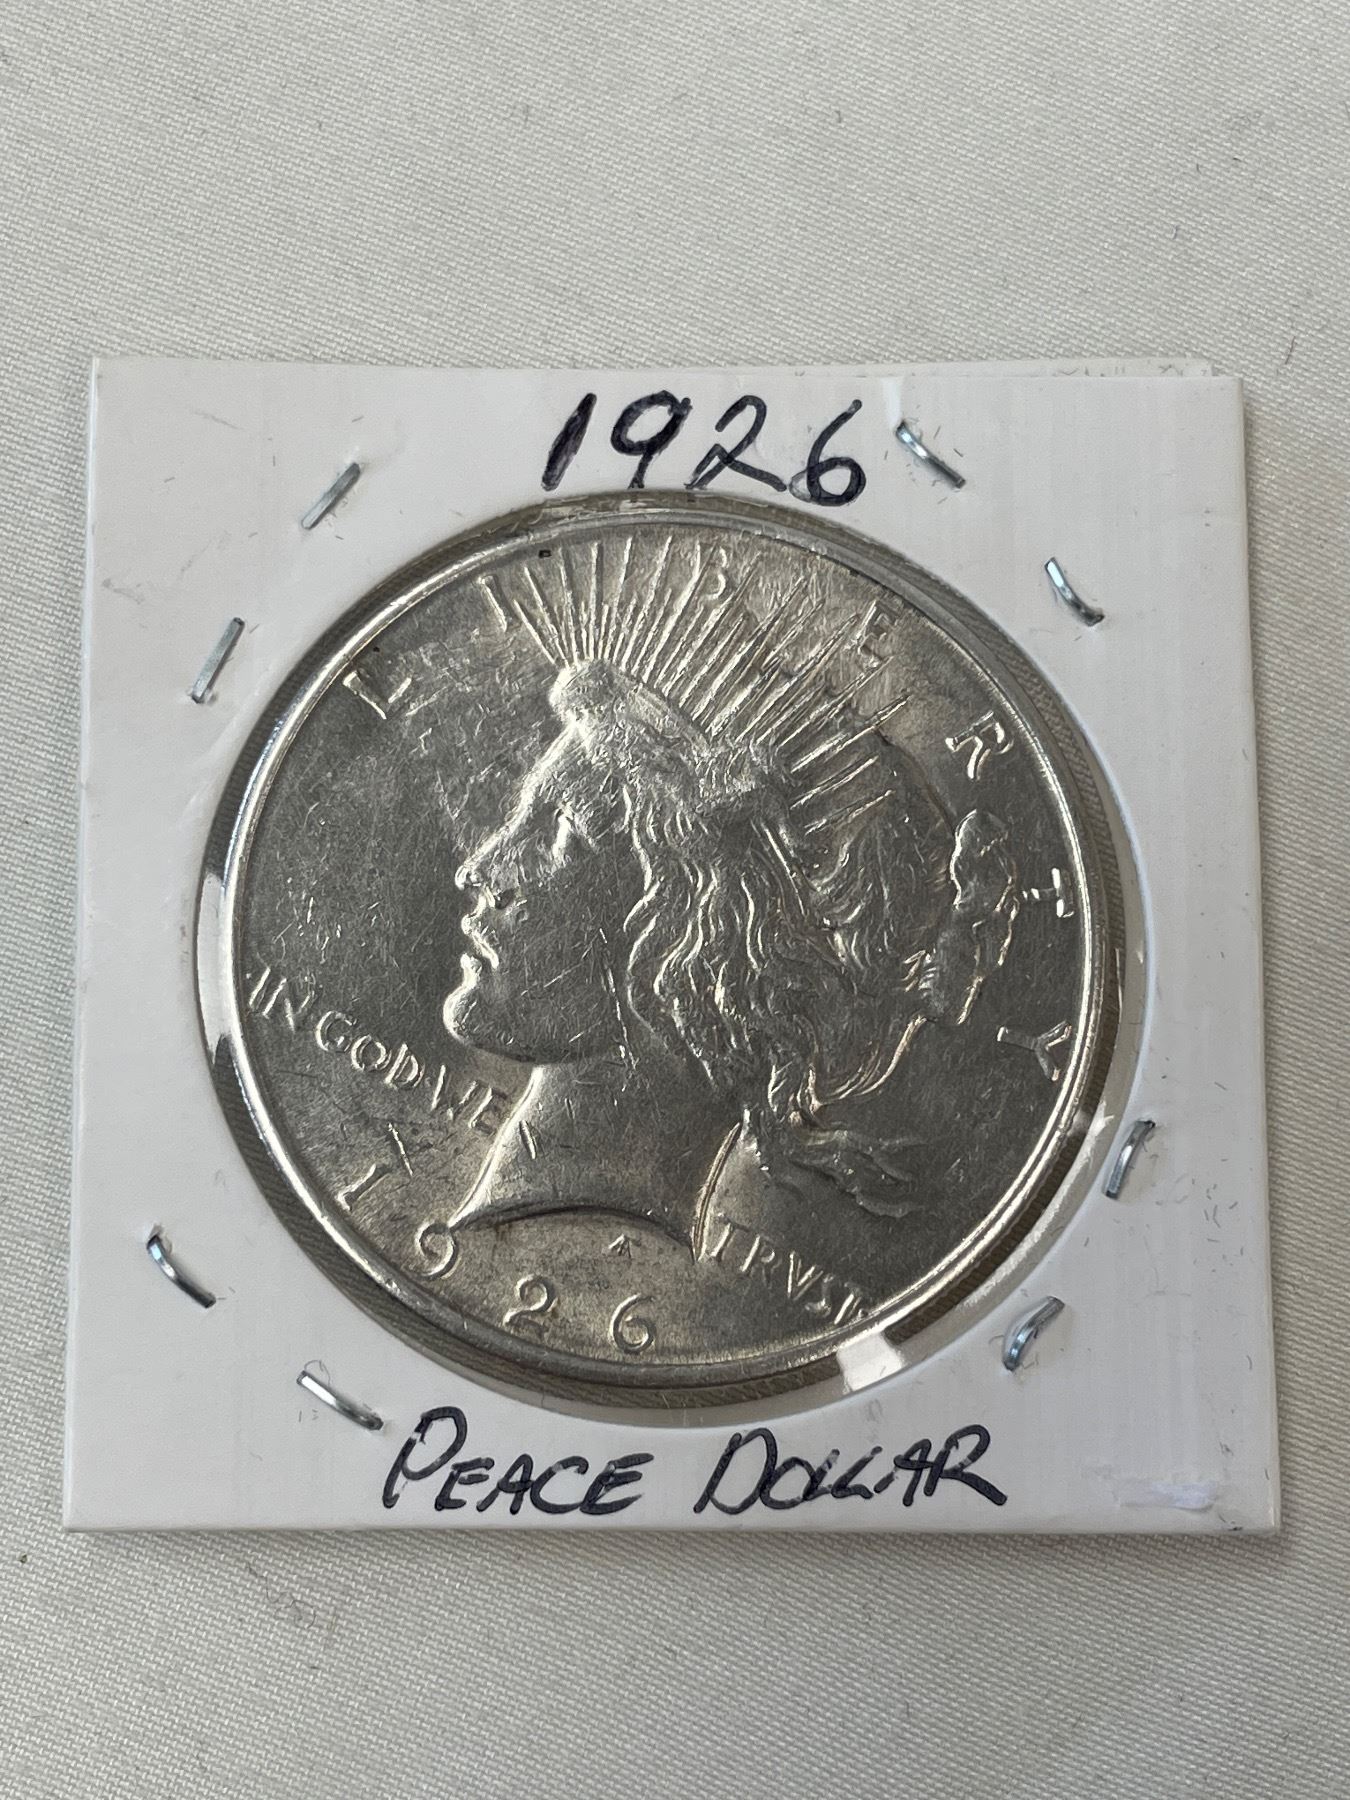 1926
LIBERTY
IN GOD WE TRVST
1926
PEACE DOLLAR